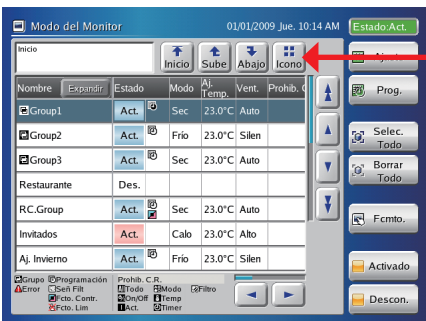 Modo del Monitor 01/01/2009 Jue. 10:14 AM Estado:Act.
Inicio
Inicio Sube Abajo Icono
Nombre Expandir Estado Modo Aj. Temp. Vent. Prohib.
Group1 Act. Sec 23.0°C Auto
Group2 Act. Frío 23.0°C Silen
Group3 Act. Sec 23.0°C Auto
Restaurante Des.
RC.Group Act. Sec 23.0°C Auto
Invitados Act. Calo 23.0°C Alto
Aj. Invierno Act. Frío 23.0°C Silen
Grupo Programación Prohib. C.R.
Error Señ Filt Todo Modo Filtro
Fcto. Contr. On/Off Temp
Fcto. Lim Act. Timer
Prog.
Selec. Todo
Borrar Todo
Fcmto.
Activado
Descon.